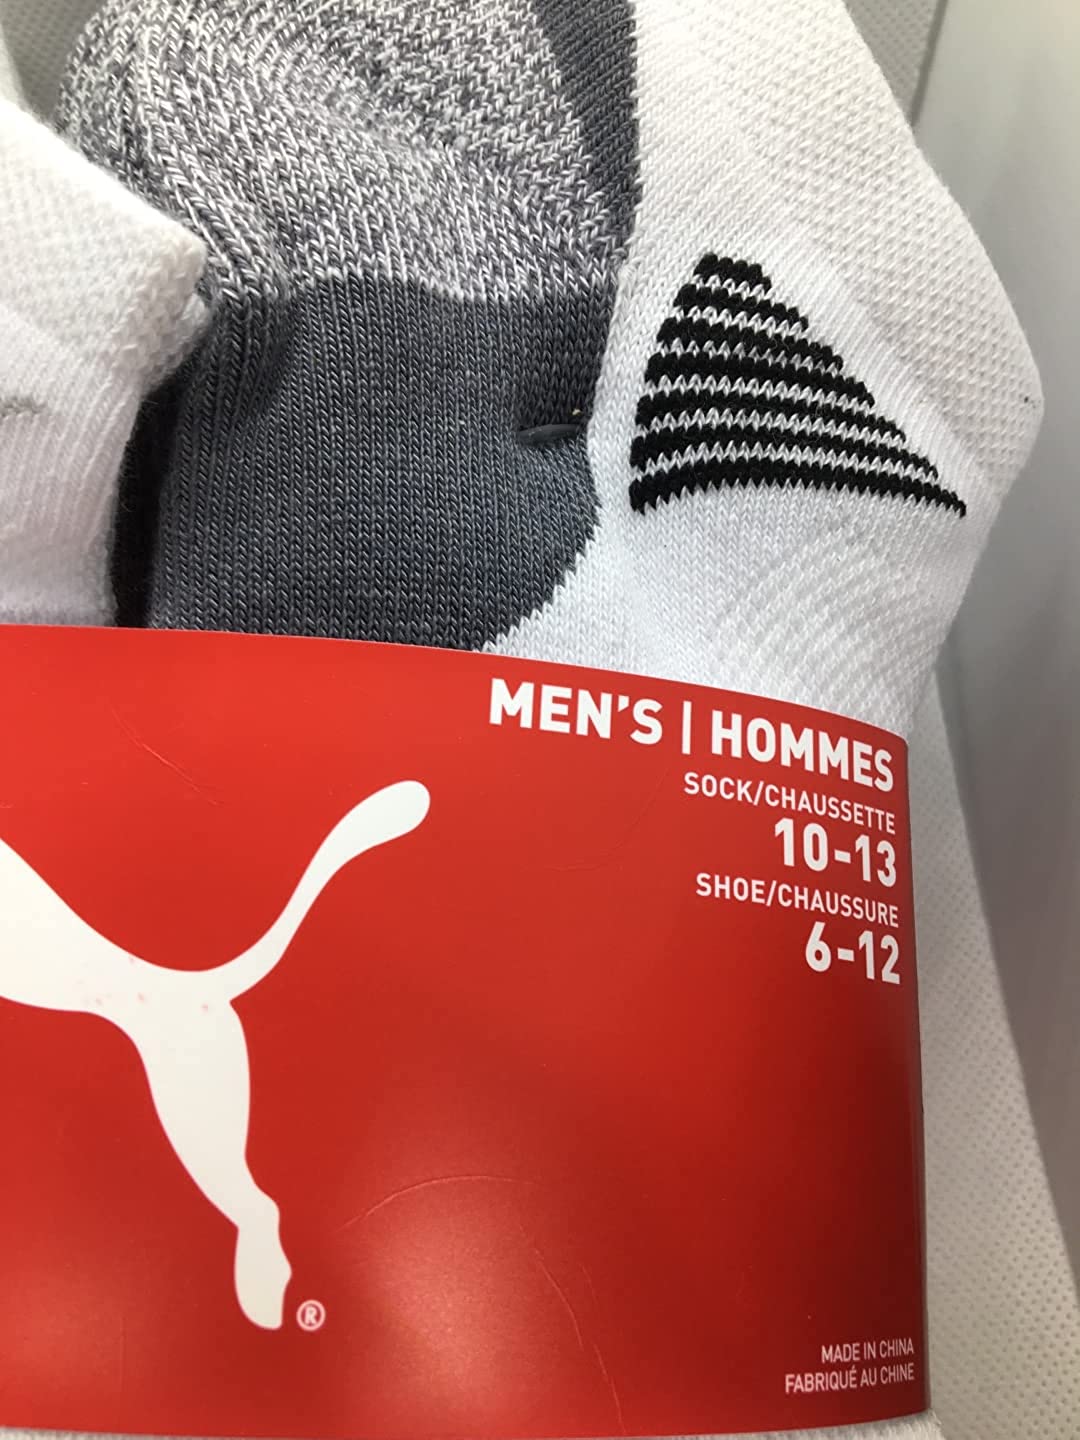 MEN'S | HOMMES
SOCK/CHAUSSETTE
10-13
SHOE/CHAUSSURE
6-12
®
MADE IN CHINA
FABRIQUÉ AU CHINE